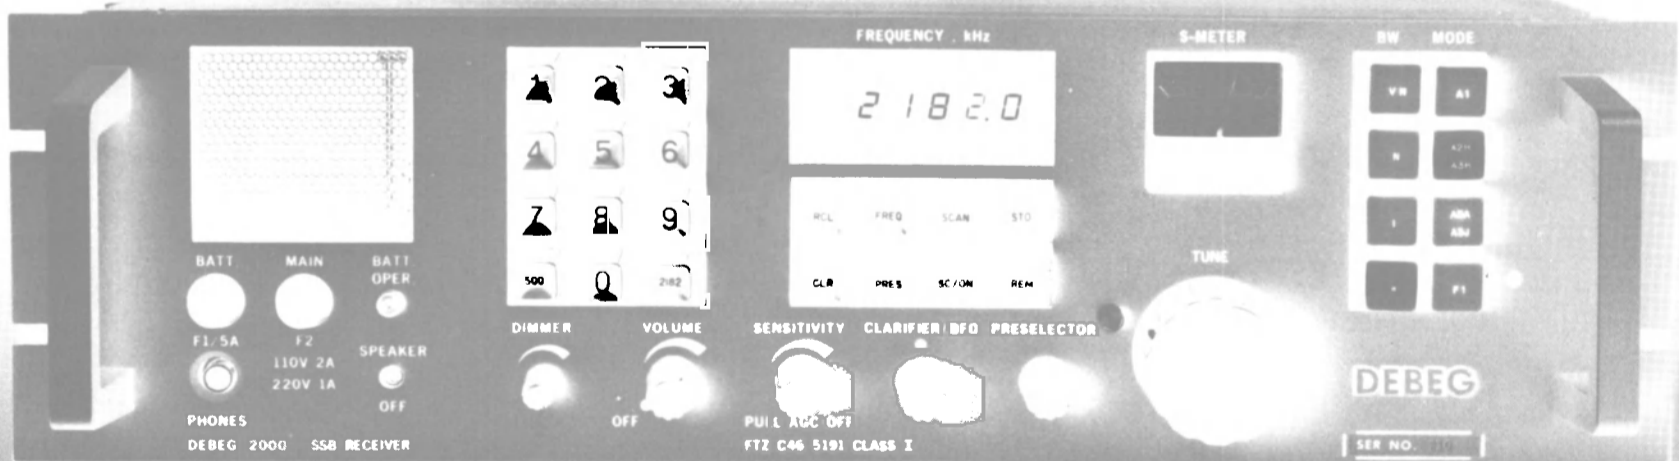 FREQUENCY . kHz
S-METER
BW MODE
1 2 3
4 5 6
7 8 9
500 0 2182
2182.0
RCL FREQ SCAN STO
CLR PRES SC/ON REM
VN A1
N A2H A3H
I A3A A3J
F1
TUNE
BATT
MAIN
BATT OPER
F1/5A
F2
110V 2A
220V 1A
SPEAKER
OFF
PHONES
DIMMER
VOLUME
OFF
SENSITIVITY
CLARIFIER/BFO
PRESELECTOR
PULL AGC OFF
DEBEG
DEBEG 2000 SSB RECEIVER
FTZ C46 5191 CLASS I
SER NO.